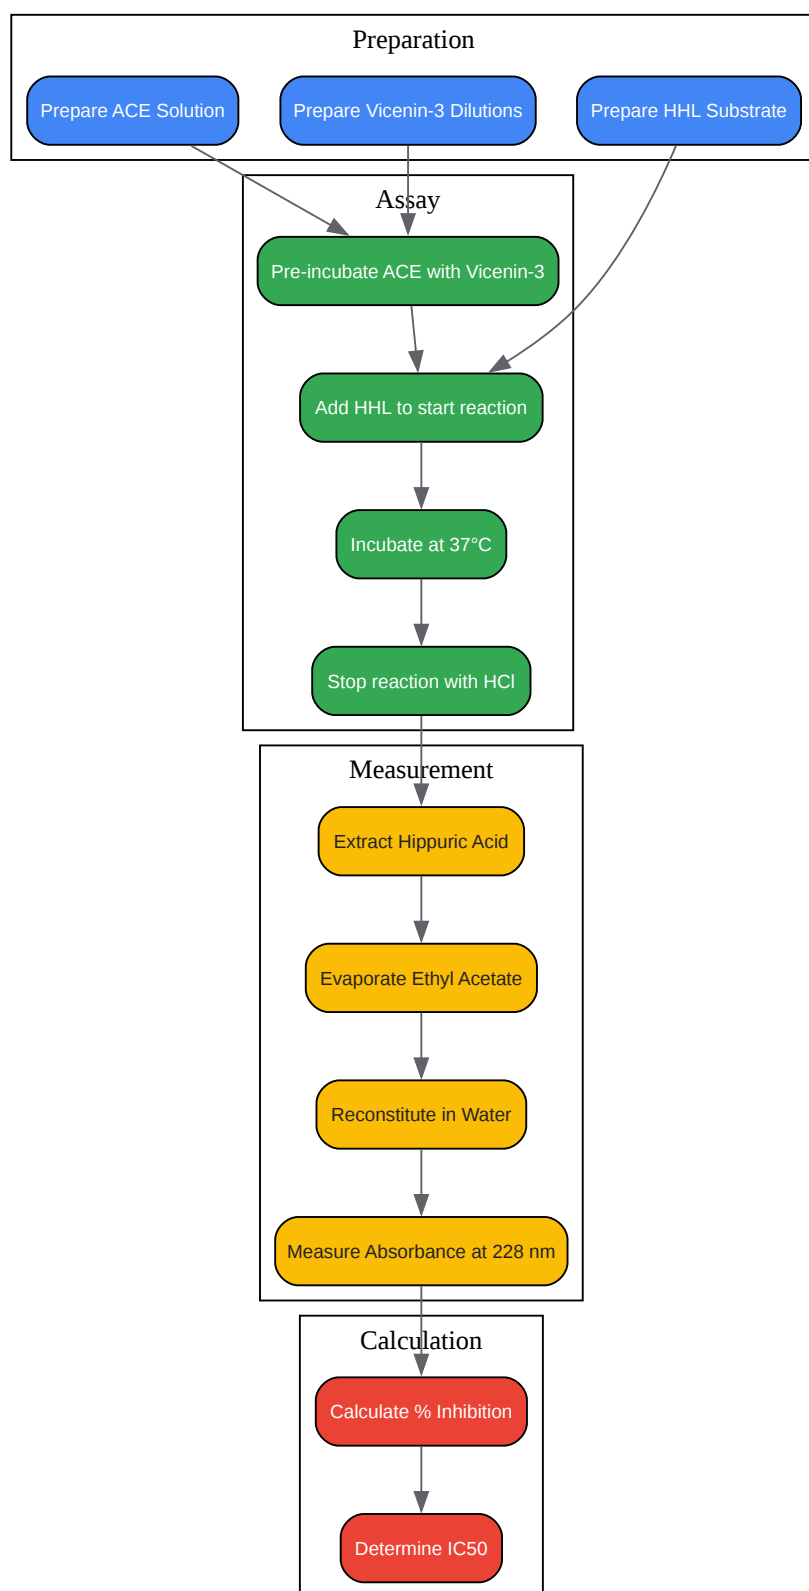 Preparation
Prepare ACE Solution
Prepare Vicenin-3 Dilutions
Prepare HHL Substrate
Assay
Pre-incubate ACE with Vicenin-3
Add HHL to start reaction
Incubate at 37°C
Stop reaction with HCl
Measurement
Extract Hippuric Acid
Evaporate Ethyl Acetate
Reconstitute in Water
Measure Absorbance at 228 nm
Calculation
Calculate % Inhibition
Determine IC50